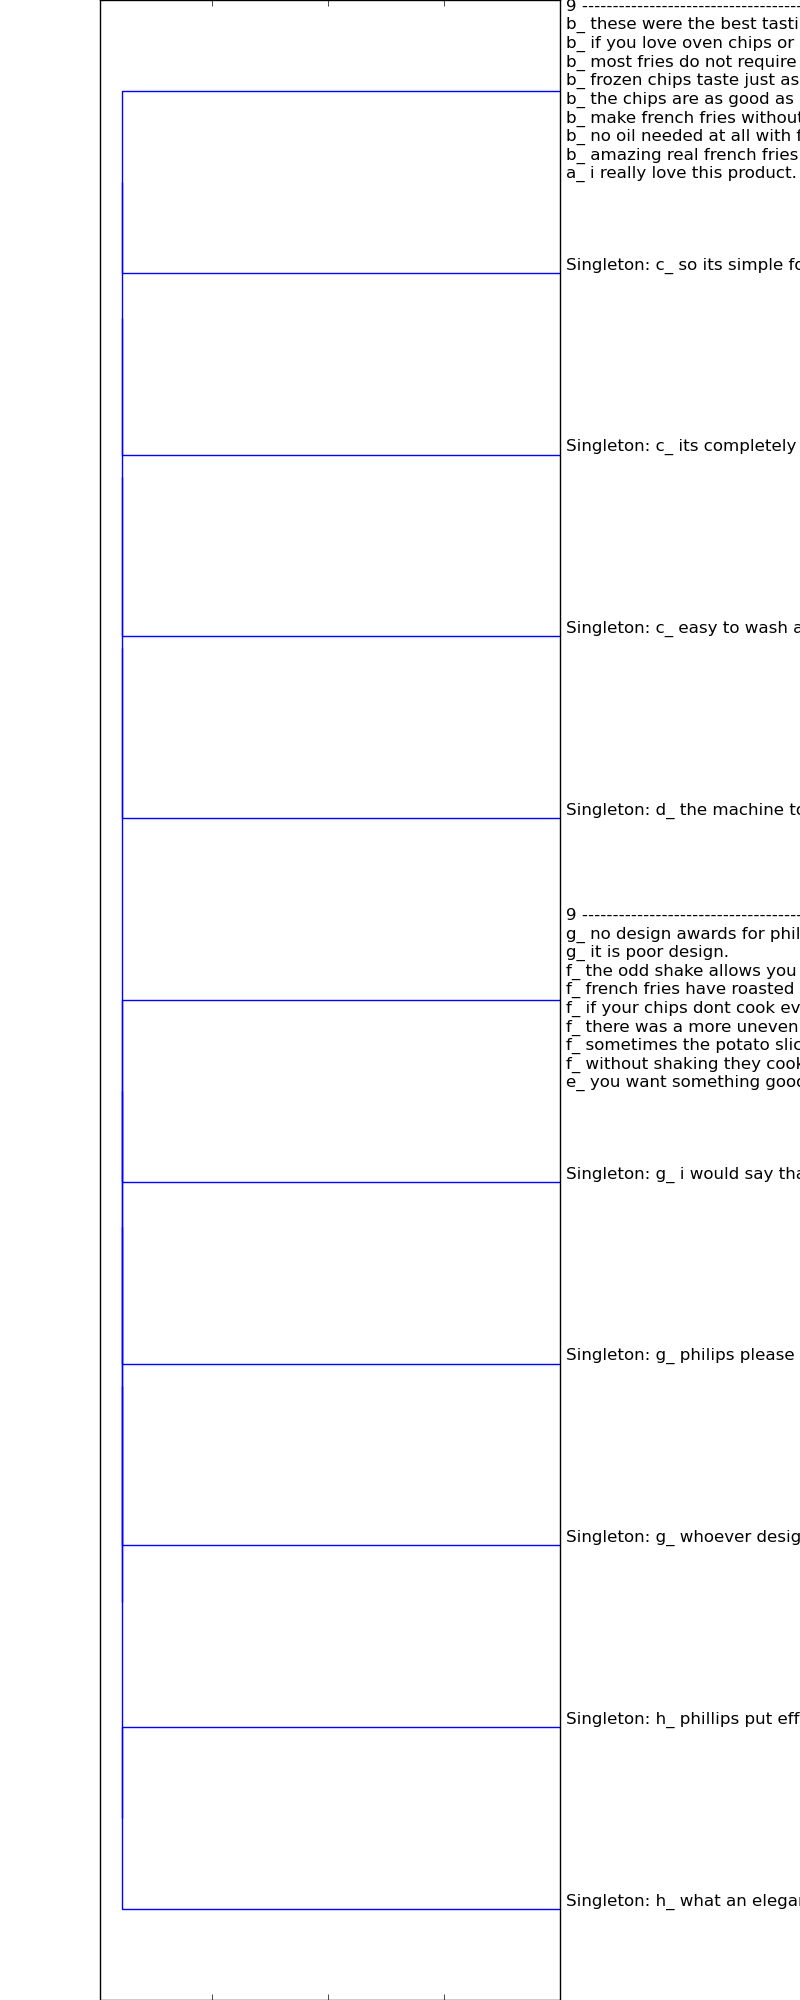 9 -----------------------------------
b_ these were the best tasti
b_ if you love oven chips or
b_ most fries do not require
b_ frozen chips taste just as
b_ the chips are as good as
b_ make french fries without
b_ no oil needed at all with f
b_ amazing real french fries
a_ i really love this product.
Singleton: c_ so its simple fo
Singleton: c_ its completely
Singleton: c_ easy to wash a
Singleton: d_ the machine to
9 -----------------------------------
g_ no design awards for phil
g_ it is poor design.
f_ the odd shake allows you
f_ french fries have roasted
f_ if your chips dont cook ev
f_ there was a more uneven
f_ sometimes the potato slic
f_ without shaking they cook
e_ you want something good
Singleton: g_ i would say tha
Singleton: g_ philips please
Singleton: g_ whoever desig
Singleton: h_ phillips put eff
Singleton: h_ what an elegan